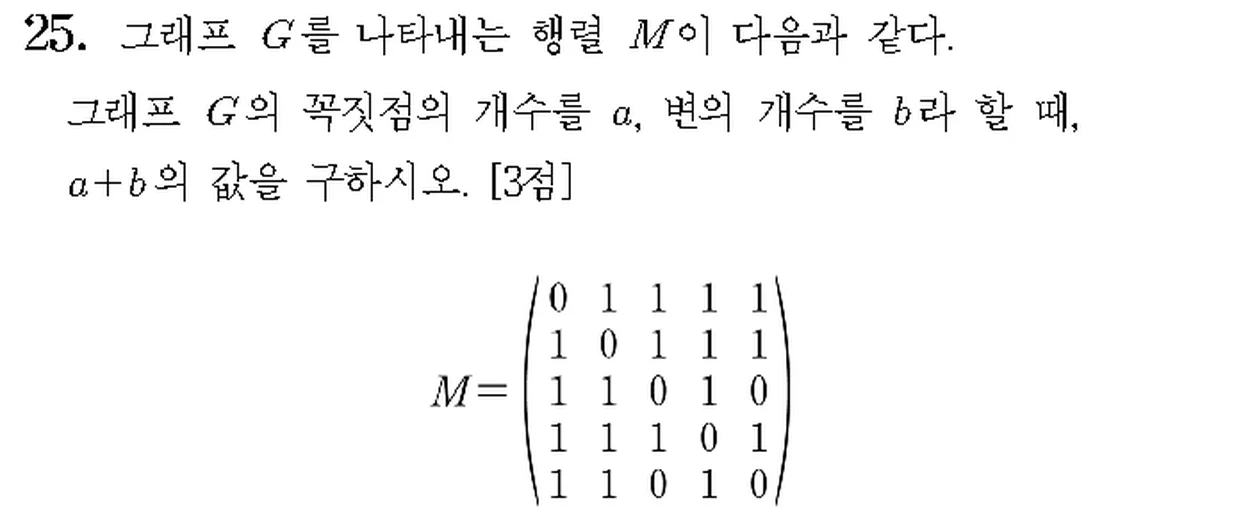 25. 그래프 G를 나타내는 행렬 M이 다음과 같다.
그래프 G의 꼭짓점의 개수를 a, 변의 개수를 b라 할 때,
a+b의 값을 구하시오. [3점]
0 1 1 1 1
1 0 1 1 1
M= 1 1 0 1 0
1 1 1 0 1
1 1 0 1 0